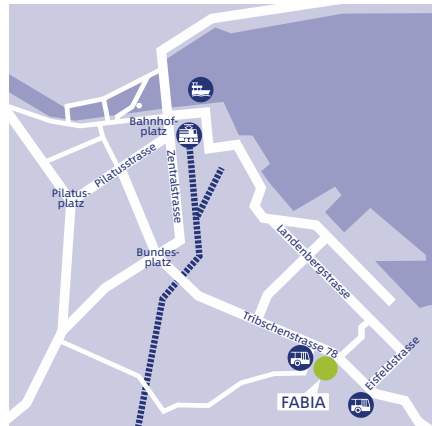 Bahnhof-
platz
Pilatusstrasse
Zentralstrasse
Pilatus-
platz
Bundes-
platz
Landenbergstrasse
Tribschenstrasse 78
Eisfeldstrasse
FABIA